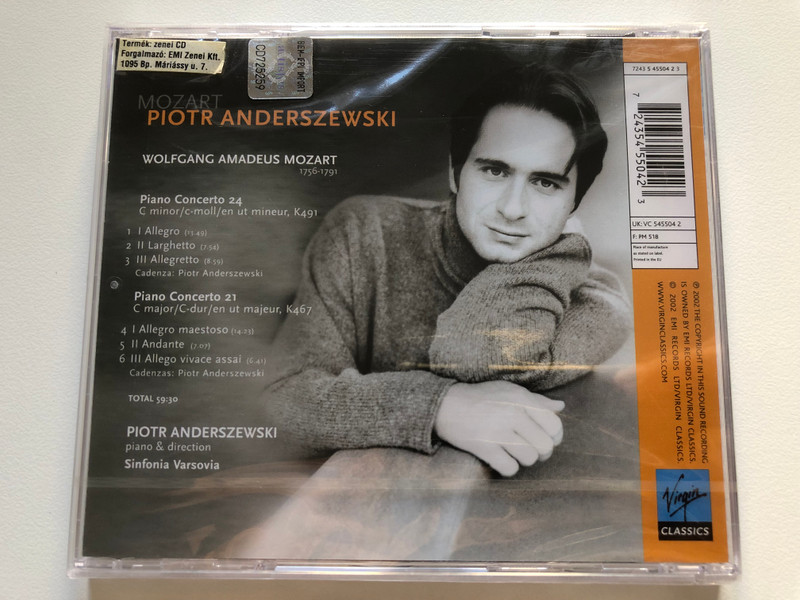 Termék: zenei CD
Forgalmazó: EMI Zenei Kft.
1095 Bp. Máriássy u. 7.
CD725259
MOZART
PIOTR ANDERSZEWSKI
WOLFGANG AMADEUS MOZART
1756-1791
Piano Concerto 24
C minor/c-moll/en ut mineur, K491
1 I Allegro (13.49)
2 II Larghetto (7.54)
3 III Allegretto (8.59)
Cadenza: Piotr Anderszewski
Piano Concerto 21
C major/C-dur/en ut majeur, K467
4 I Allegro maestoso (14.23)
5 II Andante (7.07)
6 III Allego vivace assai (6.41)
Cadenzas: Piotr Anderszewski
TOTAL 59:30
PIOTR ANDERSZEWSKI
piano & direction
Sinfonia Varsovia
7243 5 45504 2 3
7 24354 55042 3
UK: VC 545504 2
F: PM 518
Place of manufacture
as stated on label.
Printed in the EU
℗ 2002 THE COPYRIGHT IN THIS SOUND RECORDING
IS OWNED BY EMI RECORDS LTD/VIRGIN CLASSICS.
© 2002 EMI RECORDS LTD/VIRGIN CLASSICS.
WWW.VIRGINCLASSICS.COM
Virgin
CLASSICS